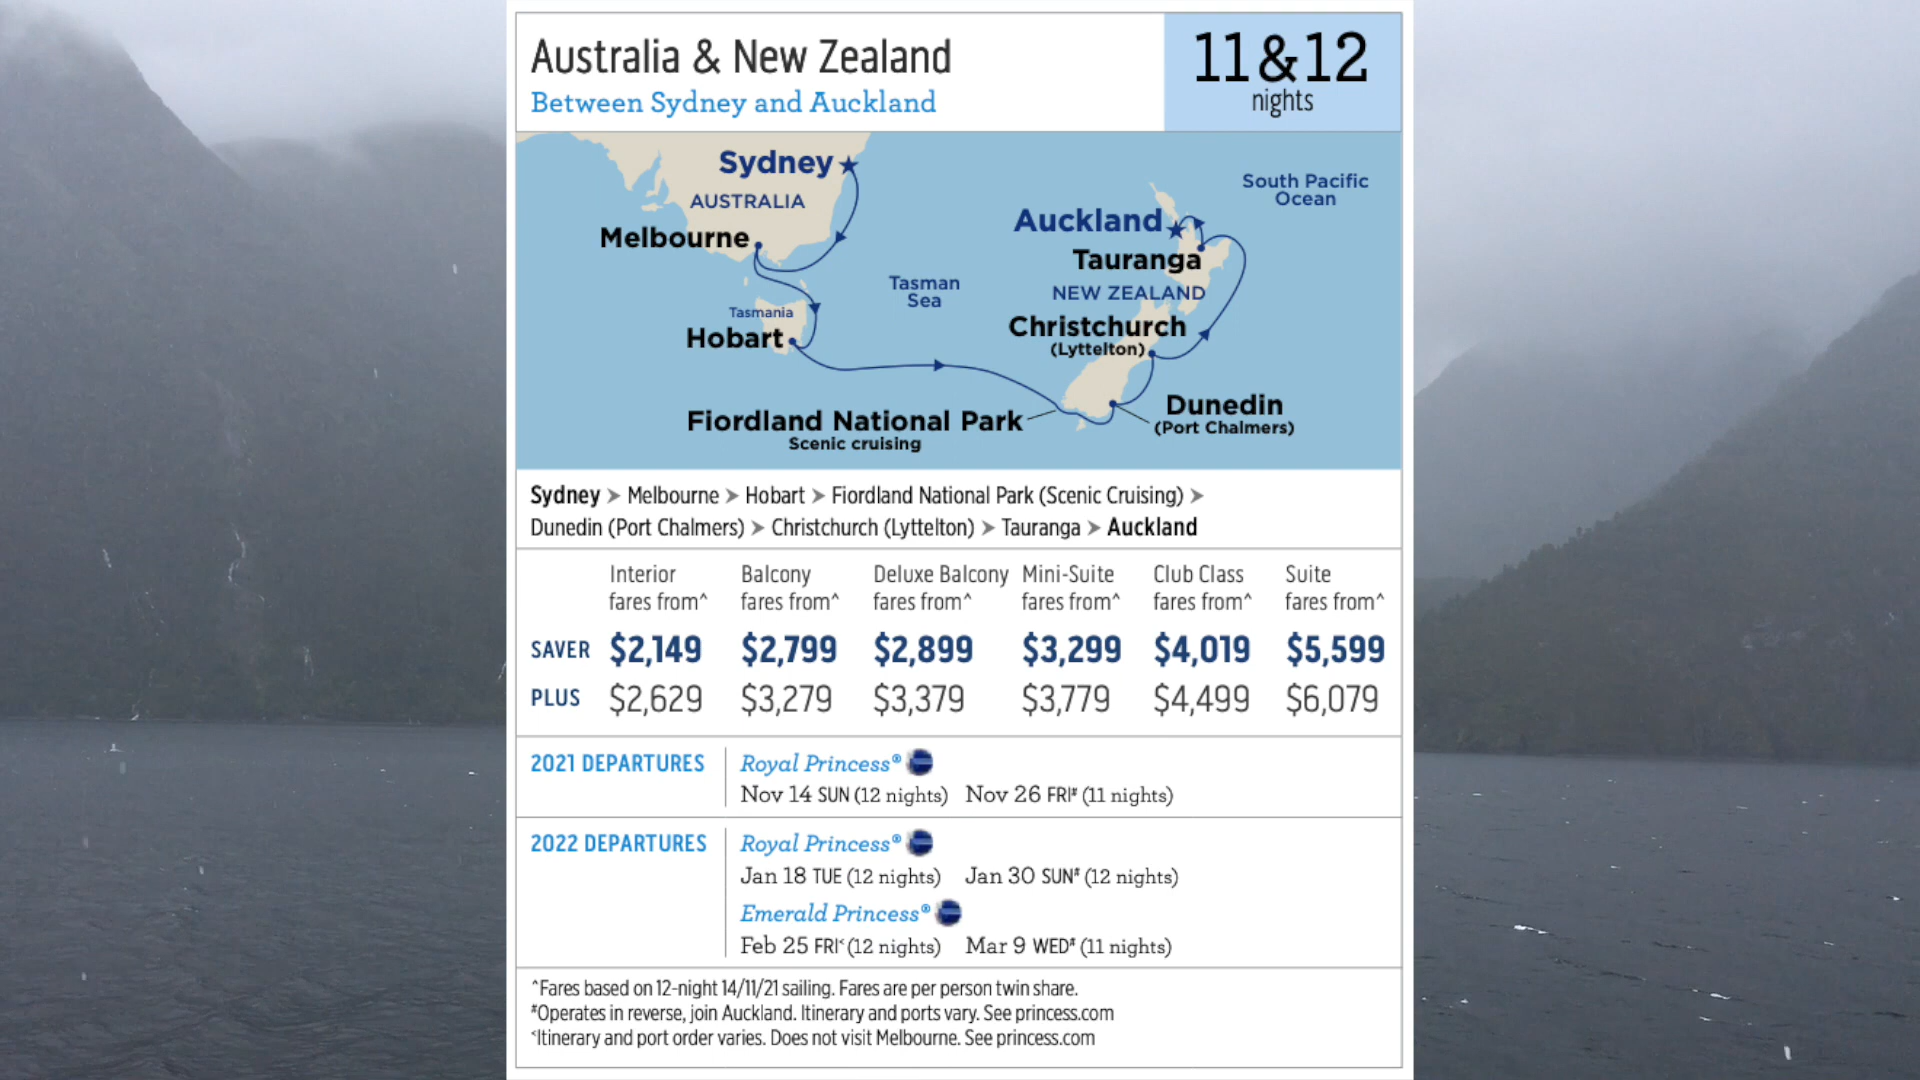 Australia & New Zealand
Between Sydney and Auckland
11&12
nights
Sydney
AUSTRALIA
Melbourne
Tasmania
Hobart
Tasman
Sea
South Pacific
Ocean
Auckland
Tauranga
NEW ZEALAND
Christchurch
(Lyttelton)
Dunedin
(Port Chalmers)
Fiordland National Park
Scenic cruising
Sydney > Melbourne > Hobart > Fiordland National Park (Scenic Cruising) >
Dunedin (Port Chalmers) > Christchurch (Lyttelton) > Tauranga > Auckland
Interior fares from^ Balcony fares from^ Deluxe Balcony fares from^ Mini-Suite fares from^ Club Class fares from^ Suite fares from^
SAVER $2,149 $2,799 $2,899 $3,299 $4,019 $5,599
PLUS $2,629 $3,279 $3,379 $3,779 $4,499 $6,079
2021 DEPARTURES Royal Princess®
Nov 14 SUN (12 nights) Nov 26 FRI# (11 nights)
2022 DEPARTURES Royal Princess®
Jan 18 TUE (12 nights) Jan 30 SUN# (12 nights)
Emerald Princess®
Feb 25 FRI< (12 nights) Mar 9 WED# (11 nights)
^Fares based on 12-night 14/11/21 sailing. Fares are per person twin share.
#Operates in reverse, join Auckland. Itinerary and ports vary. See princess.com
<Itinerary and port order varies. Does not visit Melbourne. See princess.com